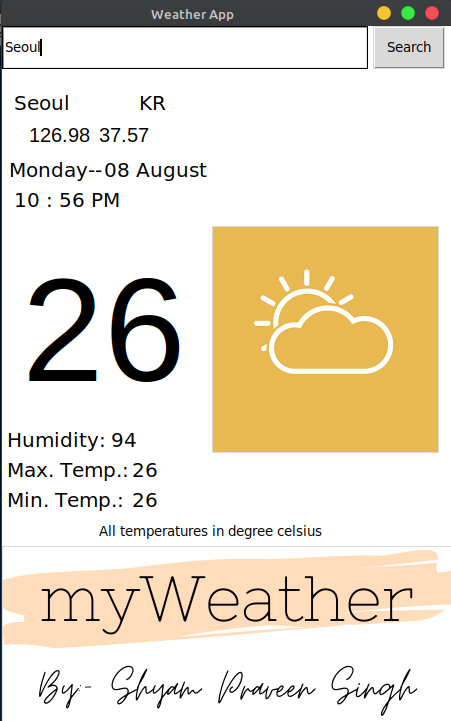 Weather App
Seoul Search
Seoul KR
126.98 37.57
Monday--08 August
10 : 56 PM
26
Humidity: 94
Max. Temp.: 26
Min. Temp.: 26
All temperatures in degree celsius
myWeather
By:- Shyam Praveen Singh